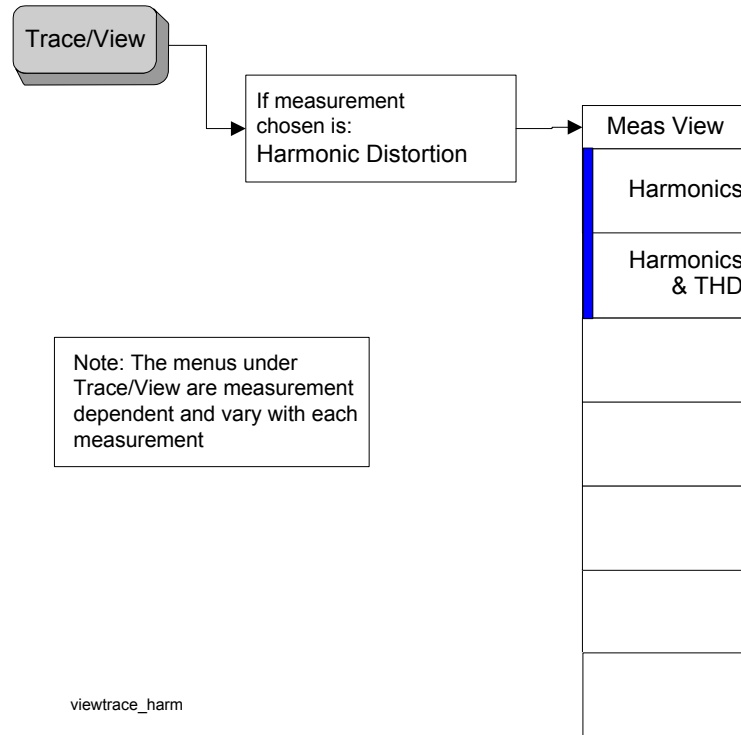 Trace/View
If measurement
chosen is:
Harmonic Distortion
Meas View
Harmonics
Harmonics
& THD
Note: The menus under
Trace/View are measurement
dependent and vary with each
measurement
viewtrace_harm